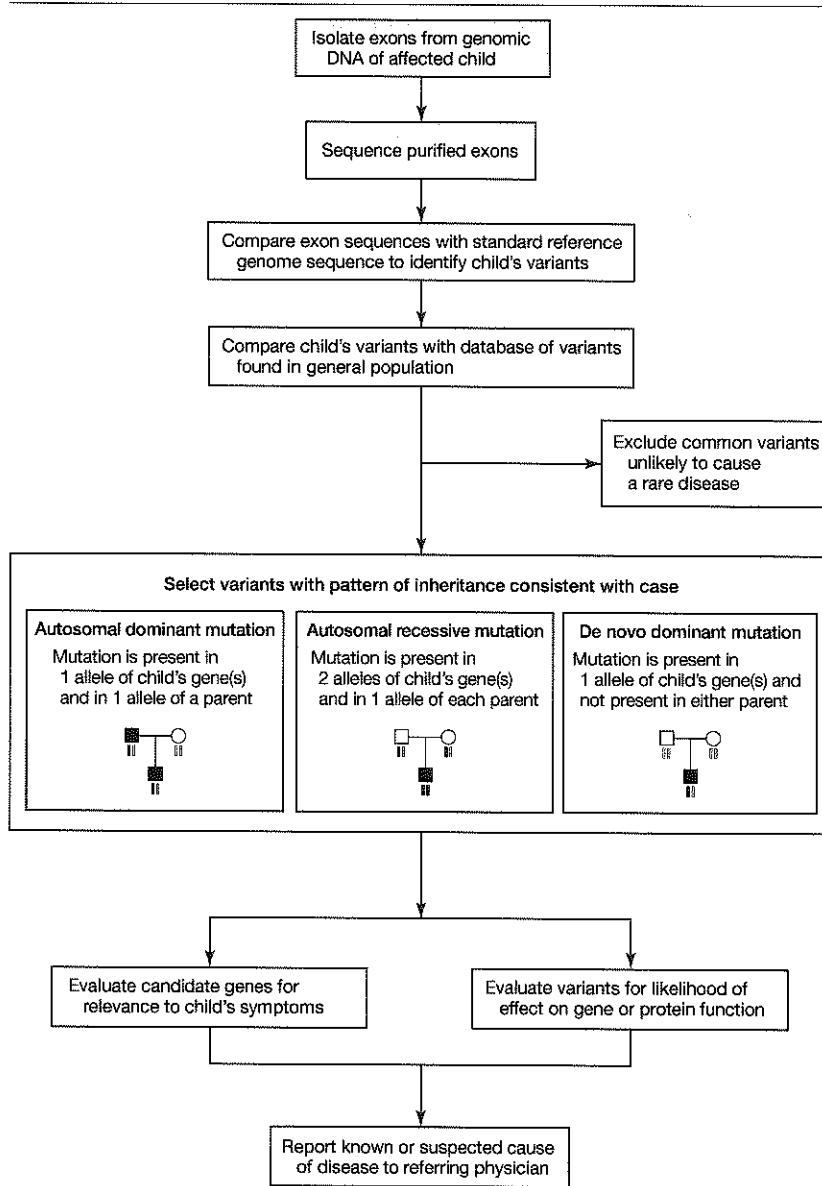 Isolate exons from genomic
DNA of affected child
Sequence purified exons
Compare exon sequences with standard reference
genome sequence to identify child's variants
Compare child's variants with database of variants
found in general population
Exclude common variants
unlikely to cause
a rare disease
Select variants with pattern of inheritance consistent with case
Autosomal dominant mutation
Mutation is present in
1 allele of child's gene(s)
and in 1 allele of a parent
Autosomal recessive mutation
Mutation is present in
2 alleles of child's gene(s)
and in 1 allele of each parent
De novo dominant mutation
Mutation is present in
1 allele of child's gene(s) and
not present in either parent
Evaluate candidate genes for
relevance to child's symptoms
Evaluate variants for likelihood of
effect on gene or protein function
Report known or suspected cause
of disease to referring physician